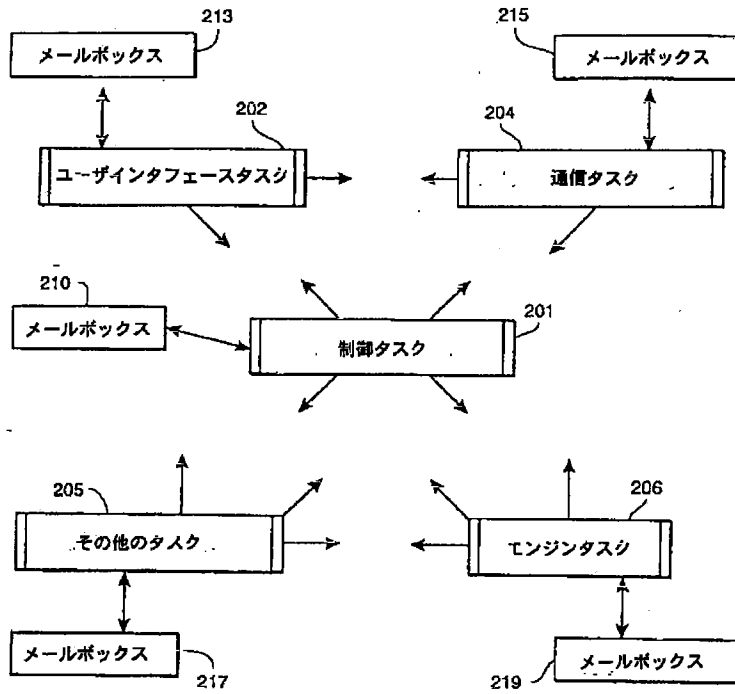 213
215
メールボックス
メールボックス
202
204
ユーザインタフェースタスク
通信タスク
210
メールボックス
201
制御タスク
205
206
その他のタスク
エンジンタスク
メールボックス
217
メールボックス
219